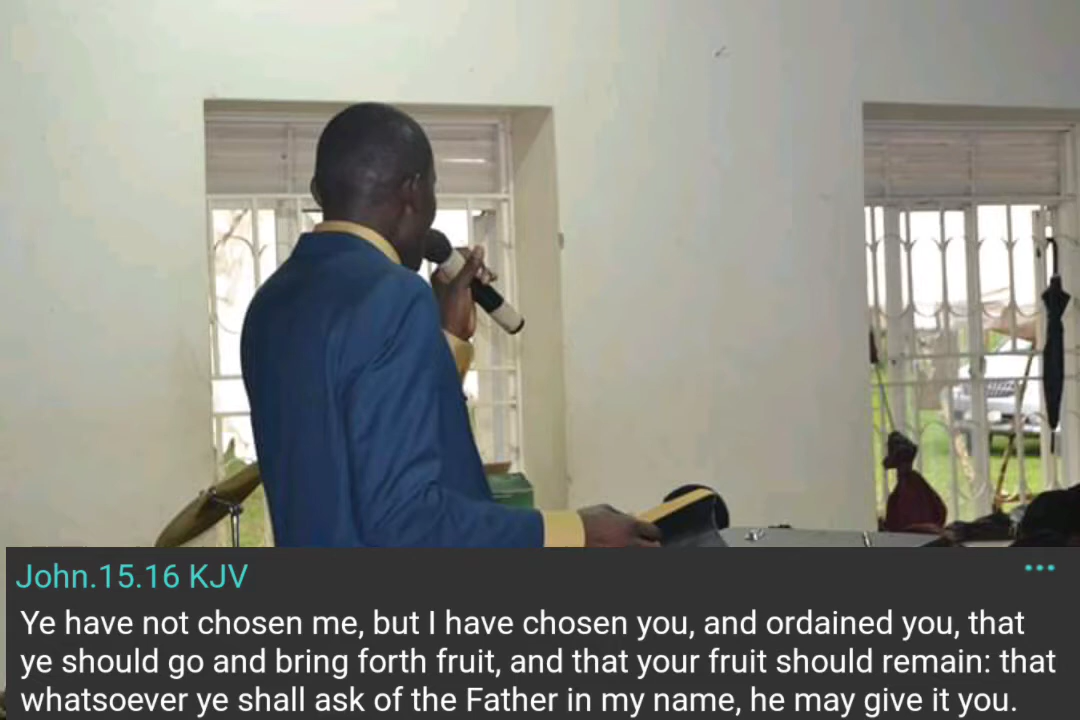 John.15.16 KJV
Ye have not chosen me, but I have chosen you, and ordained you, that
ye should go and bring forth fruit, and that your fruit should remain: that
whatsoever ye shall ask of the Father in my name, he may give it you.